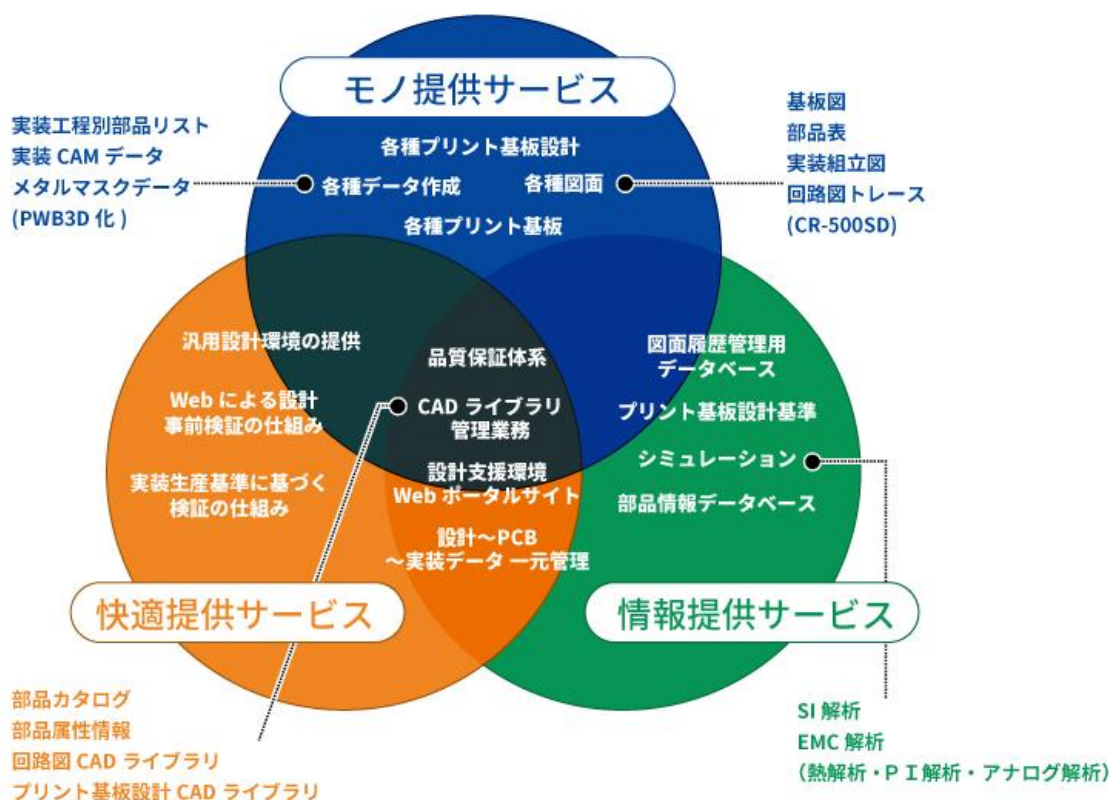 モノ提供サービス
実装工程別部品リスト
実装 CAM データ
メタルマスクデータ
(PWB3D 化 )
各種プリント基板設計
各種データ作成
各種図面
各種プリント基板
基板図
部品表
実装組立図
回路図トレース
(CR-500SD)
汎用設計環境の提供
Web による設計
事前検証の仕組み
実装生産基準に基づく
検証の仕組み
品質保証体系
CAD ライブラリ
管理業務
設計支援環境
Web ポータルサイト
設計～PCB
～実装データ 一元管理
図面履歴管理用
データベース
プリント基板設計基準
シミュレーション
部品情報データベース
快適提供サービス
情報提供サービス
部品カタログ
部品属性情報
回路図 CAD ライブラリ
プリント基板設計 CAD ライブラリ
SI 解析
EMC 解析
（熱解析・ＰＩ解析・アナログ解析）